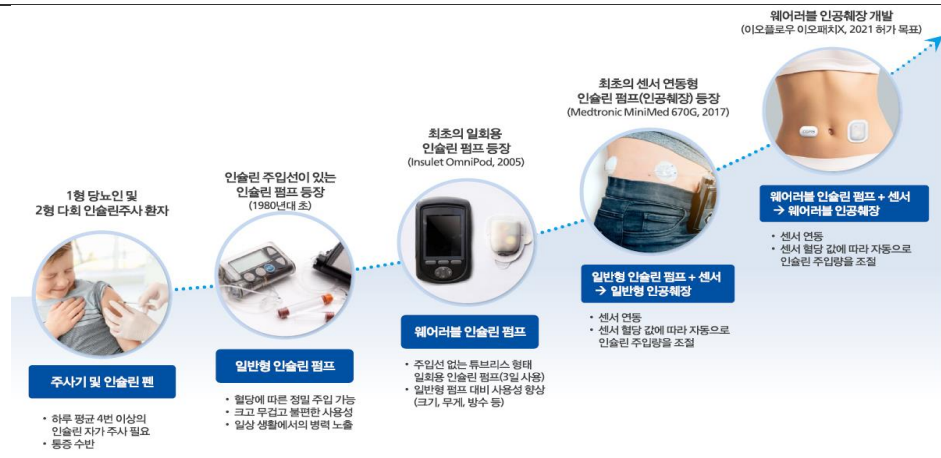 1형 당뇨인 및
2형 다회 인슐린주사 환자
주사기 및 인슐린 펜
• 하루 평균 4번 이상의
인슐린 자가 주사 필요
• 통증 수반
인슐린 주입선이 있는
인슐린 펌프 등장
(1980년대 초)
일반형 인슐린 펌프
• 혈당에 따른 정밀 주입 가능
• 크고 무겁고 불편한 사용성
• 일상 생활에서의 병력 노출
최초의 일회용
인슐린 펌프 등장
(Insulet OmniPod, 2005)
웨어러블 인슐린 펌프
• 주입선 없는 튜브리스 형태
일회용 인슐린 펌프(3일 사용)
• 일반형 펌프 대비 사용성 향상
(크기, 무게, 방수 등)
최초의 센서 연동형
인슐린 펌프(인공췌장) 등장
(Medtronic MiniMed 670G, 2017)
일반형 인슐린 펌프 + 센서
→ 일반형 인공췌장
• 센서 연동
• 센서 혈당 값에 따라 자동으로
인슐린 주입량을 조절
웨어러블 인공췌장 개발
(이오플로우 이오패치X, 2021 허가 목표)
웨어러블 인슐린 펌프 + 센서
→ 웨어러블 인공췌장
• 센서 연동
• 센서 혈당 값에 따라 자동으로
인슐린 주입량을 조절